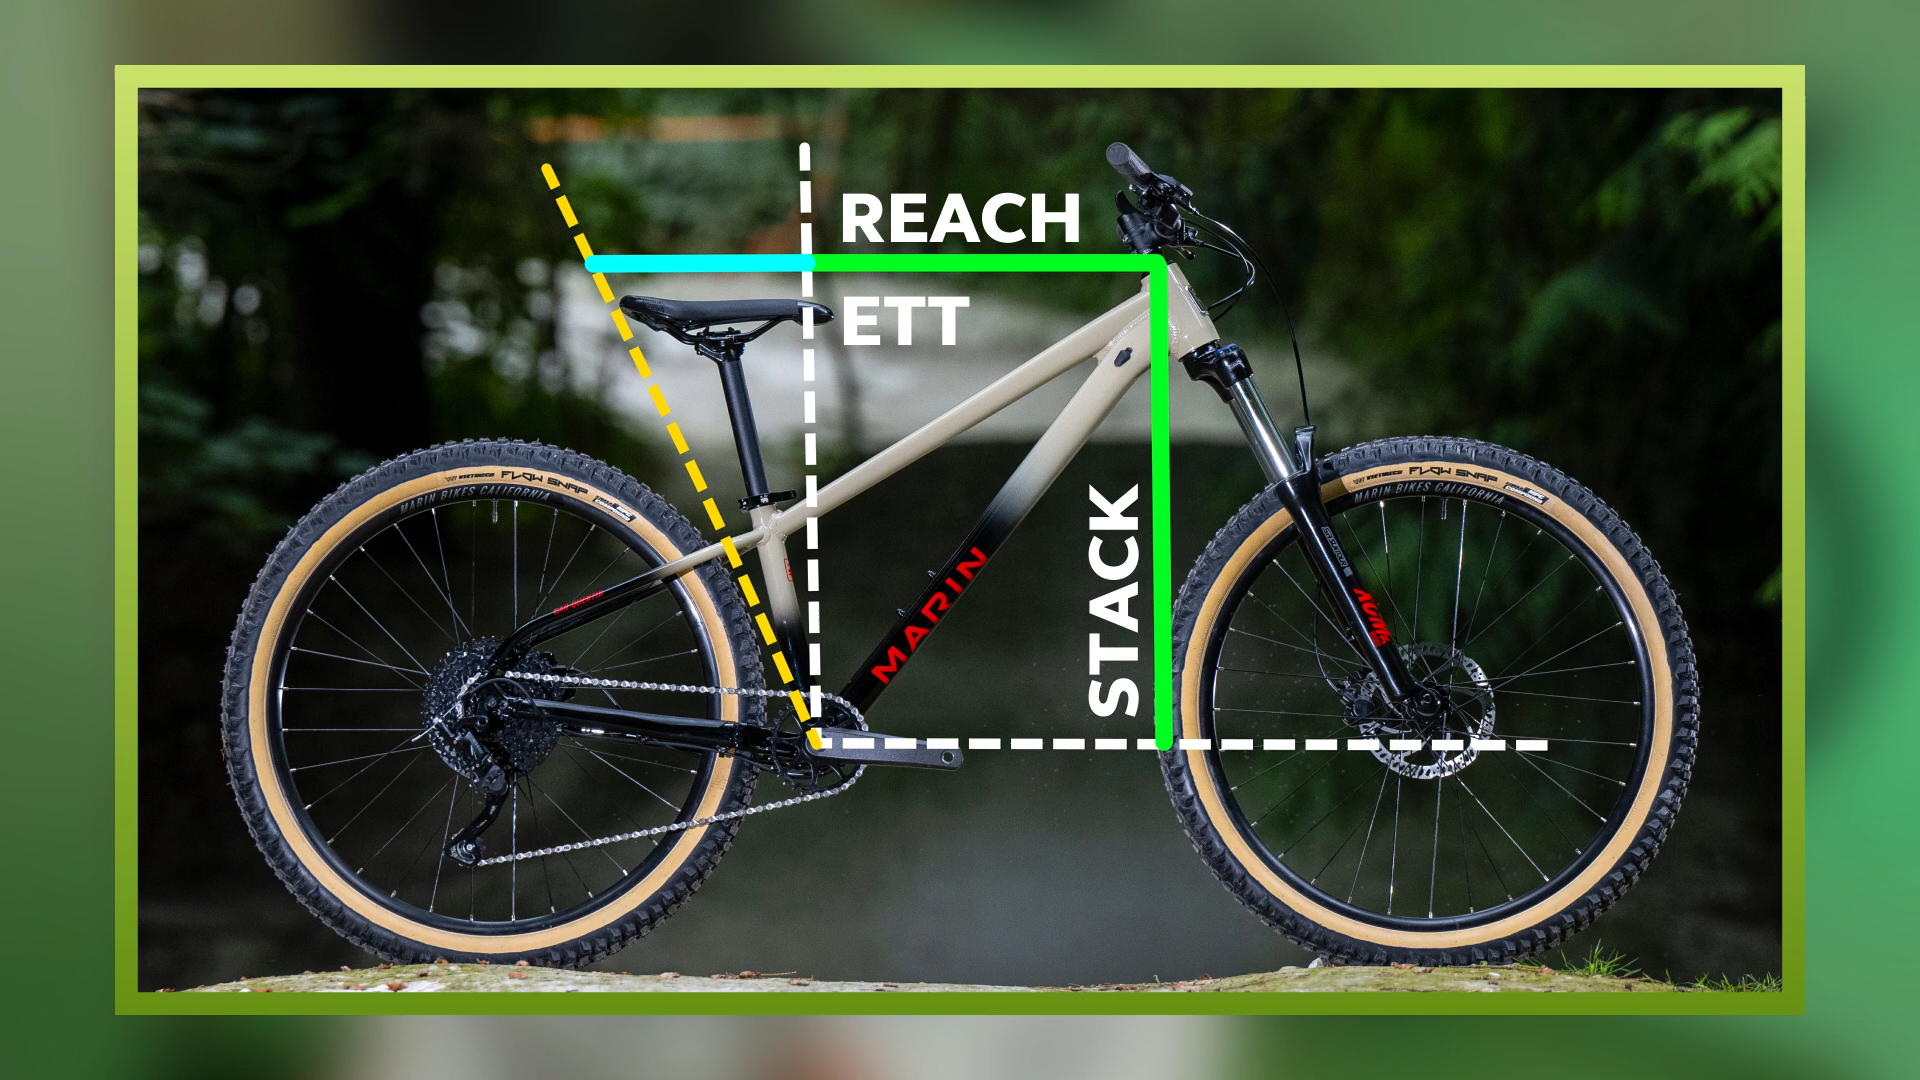 REACH
ETT
STACK
MARIN
FLOW SNAP
MARIN BIKES CALIFORNIA
FLOW SNAP
MARIN BIKES CALIFORNIA